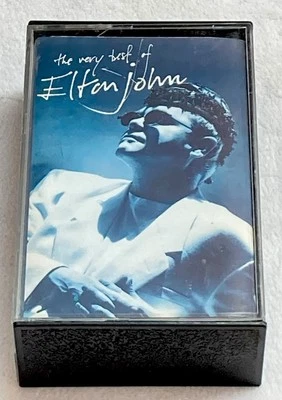 the very best of
Elton john